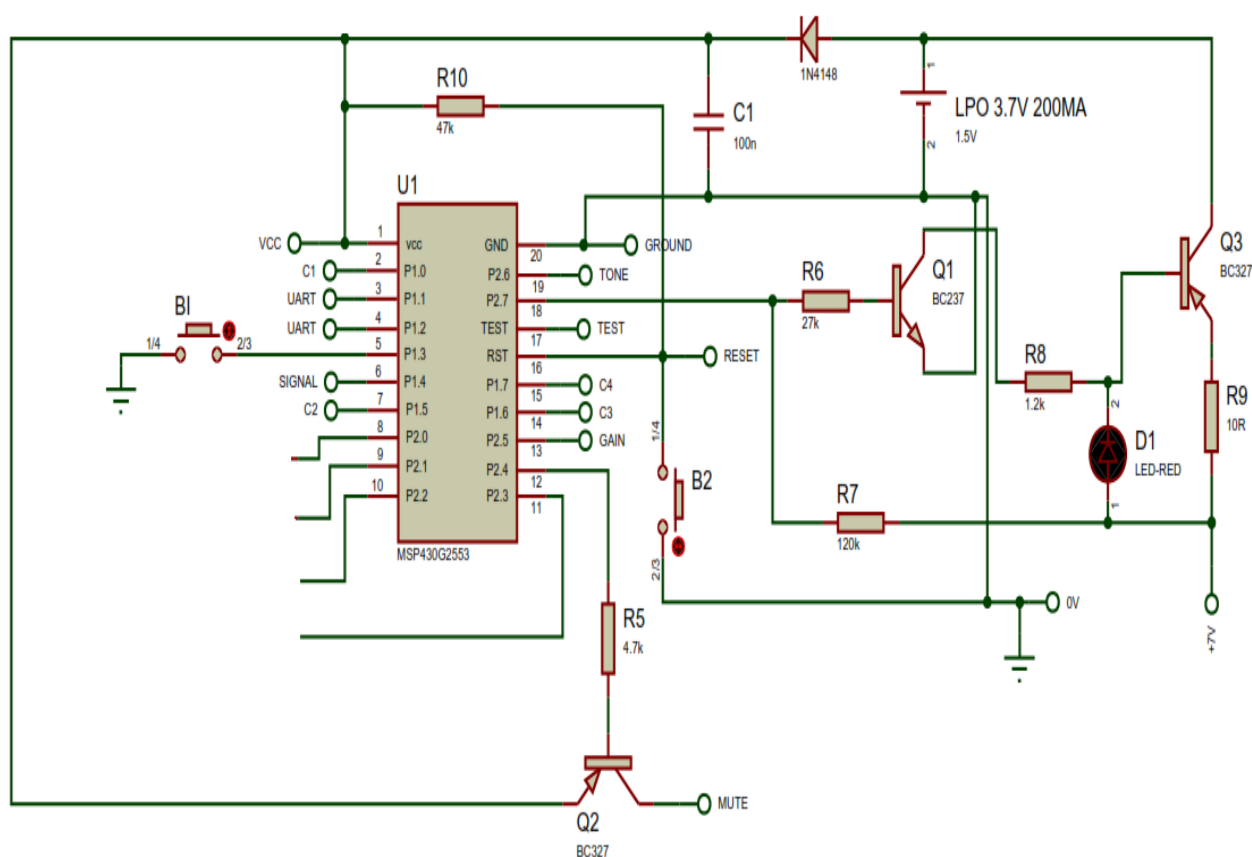 1N4148
R10
47k
C1
100n
1
LPO 3.7V 200MA
1.5V
2
U1
VCC
1
vcc
GND
20
GROUND
C1
2
P1.0
P2.6
19
TONE
UART
3
P1.1
P2.7
18
UART
4
P1.2
TEST
17
TEST
BI
1/4
2/3
5
P1.3
RST
16
RESET
SIGNAL
6
P1.4
P1.7
15
C4
C2
7
P1.5
P1.6
14
C3
8
P2.0
P2.5
13
GAIN
9
P2.1
P2.4
12
10
P2.2
P2.3
11
MSP430G2553
R6
27k
Q1
BC237
Q3
BC327
R8
1.2k
R9
10R
2
D1
LED-RED
1
1/4
B2
2/3
R7
120k
0V
+7V
R5
4.7k
Q2
BC327
MUTE